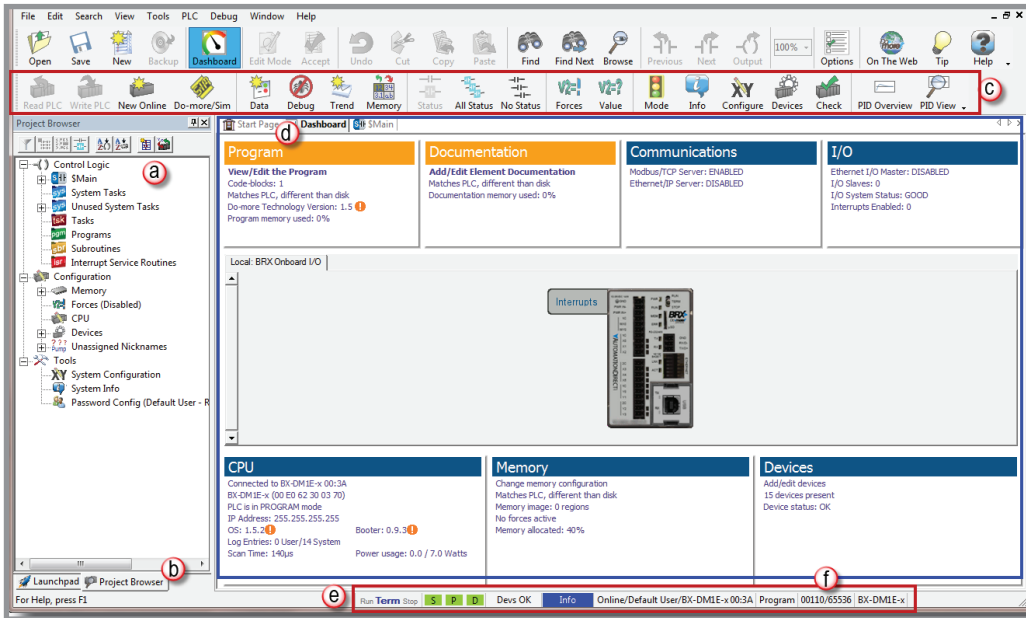 File Edit Search View Tools PLC Debug Window Help
Open Save New Backup Dashboard Edit Mode Accept Undo Cut Copy Paste Find Find Next Browse Previous Next Output 100% Options On The Web Tip Help
Read PLC Write PLC New Online Do-more/Sim Data Debug Trend Memory Status All Status No Status Forces Value Mode Info Configure Devices Check PID Overview PID View
c
Project Browser
Start Page Dashboard $Main
d
a
Control Logic
$Main
System Tasks
Unused System Tasks
Tasks
Programs
Subroutines
Interrupt Service Routines
Configuration
Memory
Forces (Disabled)
CPU
Devices
Unassigned Nicknames
Tools
System Configuration
System Info
Password Config (Default User - R
b
Launchpad Project Browser
Program
View/Edit the Program
Code-blocks: 1
Matches PLC, different than disk
Do-more Technology Version: 1.5
Program memory used: 0%
Documentation
Add/Edit Element Documentation
Matches PLC, different than disk
Documentation memory used: 0%
Communications
Modbus/TCP Server: ENABLED
Ethernet/IP Server: DISABLED
I/O
Ethernet I/O Master: DISABLED
I/O Slaves: 0
I/O System Status: GOOD
Interrupts Enabled: 0
Local: BRX Onboard I/O
Interrupts
BRX
AUTOMATIONDIRECT
CPU
Connected to BX-DM1E-x 00:3A
BX-DM1E-x (00 E0 62 30 03 70)
PLC is in PROGRAM mode
IP Address: 255.255.255.255
OS: 1.5.2 Booter: 0.9.3
Log Entries: 0 User/14 System
Scan Time: 140µs Power usage: 0.0 / 7.0 Watts
Memory
Change memory configuration
Matches PLC, different than disk
Memory image: 0 regions
No forces active
Memory allocated: 40%
Devices
Add/edit devices
15 devices present
Device status: OK
f
e
For Help, press F1
Run Term Stop S P D Devs OK Info Online/Default User/BX-DM1E-x 00:3A Program 00110/65536 BX-DM1E-x